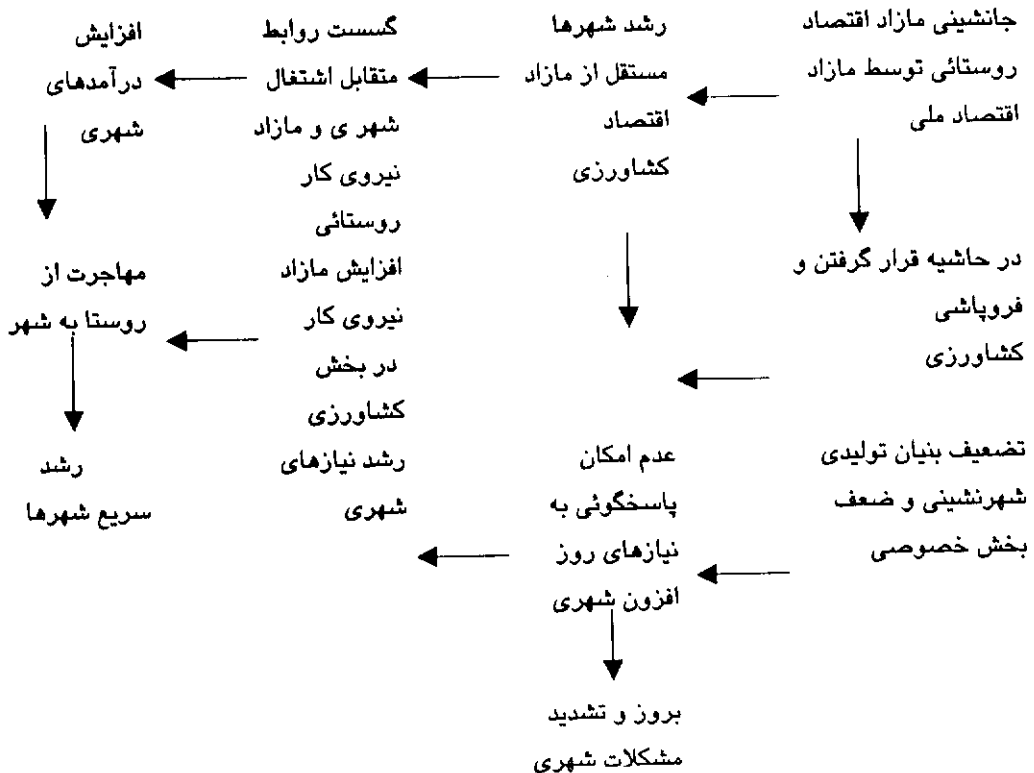 جانشینی مازاد اقتصاد
روستائی توسط مازاد
اقتصاد ملی
رشد شهرها
مستقل از مازاد
اقتصاد
کشاورزی
گسست روابط
متقابل اشتغال
شهر ی و مازاد
نیروی کار
روستائی
افزایش
درآمدهای
شهری
در حاشیه قرار گرفتن و
فروپاشی
کشاورزی
افزایش مازاد
نیروی کار
در بخش
کشاورزی
مهاجرت از
روستا به شهر
تضعیف بنیان تولیدی
شهرنشینی و ضعف
بخش خصوصی
عدم امکان
پاسخگوئی به
نیازهای روز
افزون شهری
رشد نیازهای
شهری
رشد
سریع شهرها
بروز و تشدید
مشکلات شهری